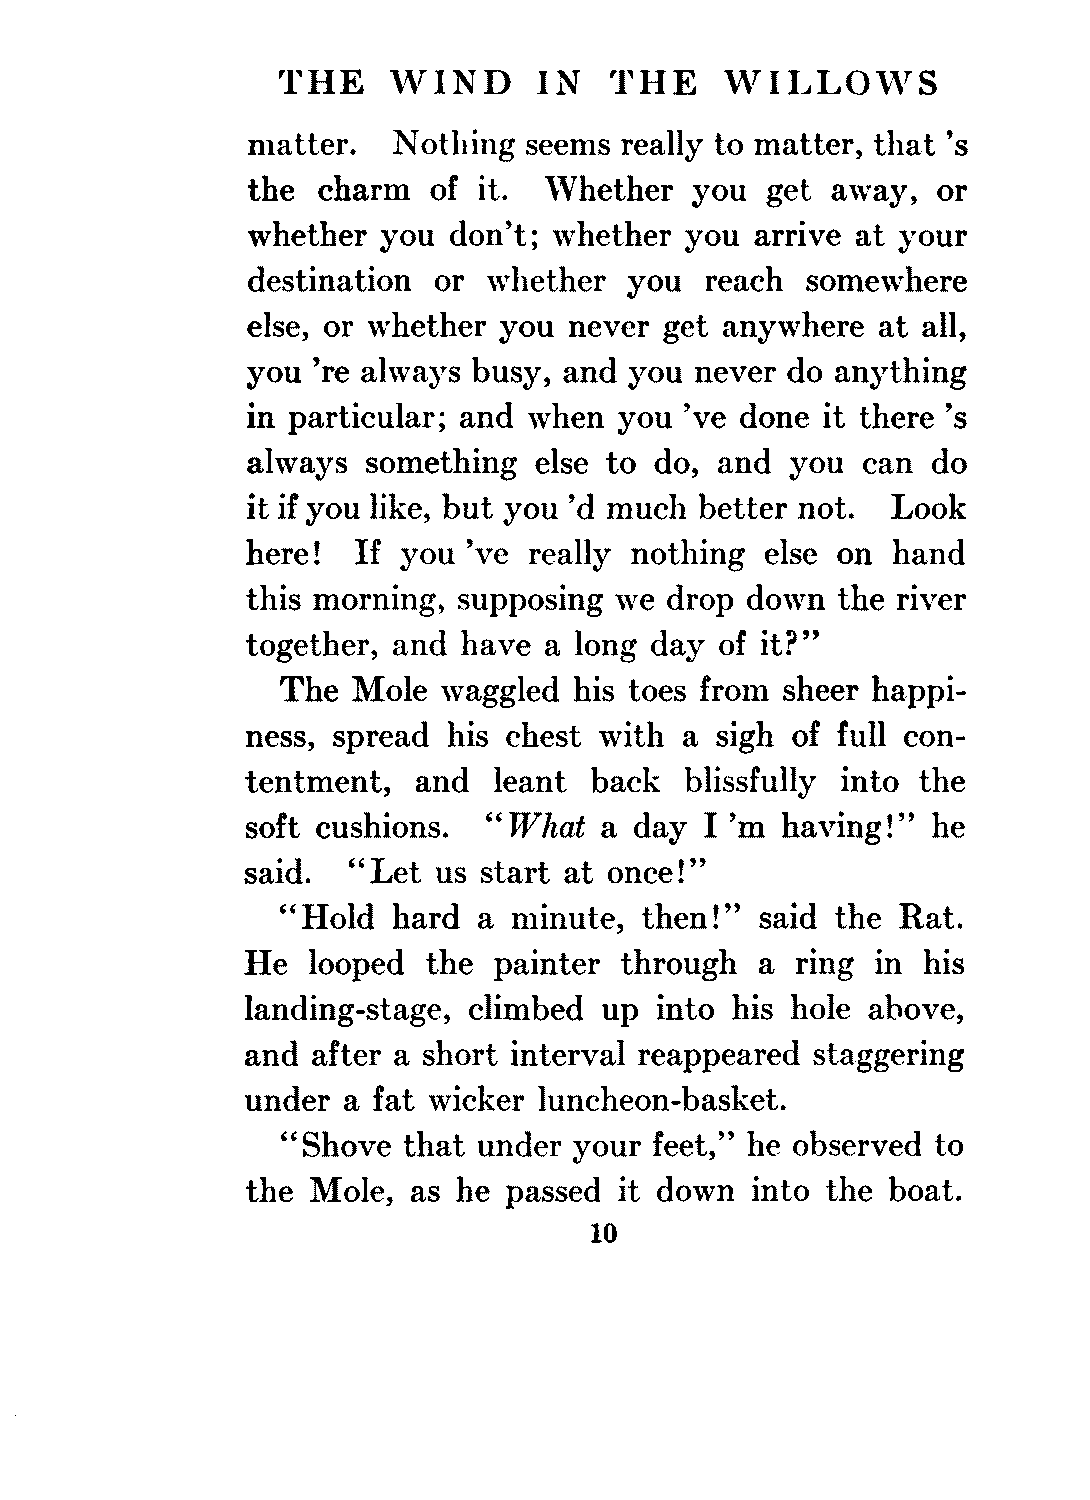 THE WIND IN THE WILLOWS
matter. Nothing seems really to matter, that 's
the charm of it. Whether you get away, or
whether you don't; whether you arrive at your
destination or whether you reach somewhere
else, or whether you never get anywhere at all,
you 're always busy, and you never do anything
in particular; and when you 've done it there 's
always something else to do, and you can do
it if you like, but you 'd much better not. Look
here! If you 've really nothing else on hand
this morning, supposing we drop down the river
together, and have a long day of it?”
The Mole waggled his toes from sheer happi-
ness, spread his chest with a sigh of full con-
tentment, and leant back blissfully into the
soft cushions. “What a day I 'm having!” he
said. “Let us start at once!”
“Hold hard a minute, then!” said the Rat.
He looped the painter through a ring in his
landing-stage, climbed up into his hole above,
and after a short interval reappeared staggering
under a fat wicker luncheon-basket.
“Shove that under your feet,” he observed to
the Mole, as he passed it down into the boat.
10